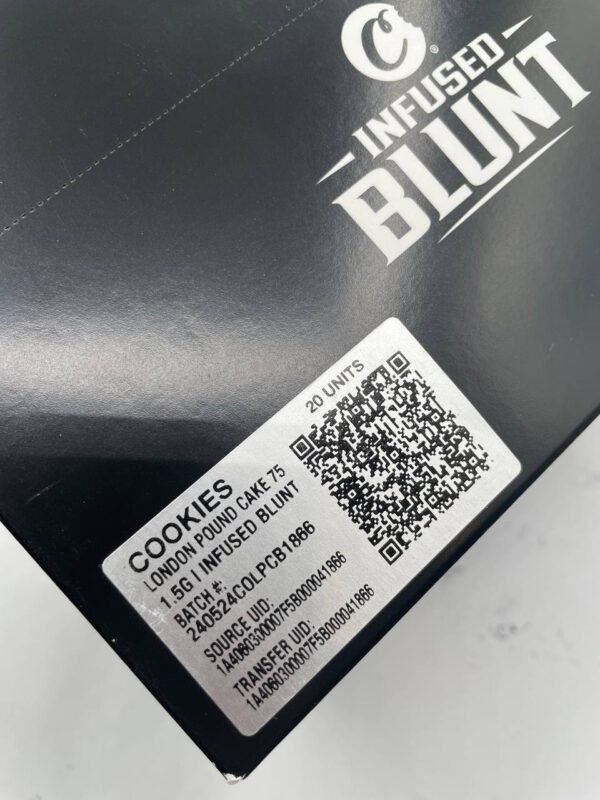 C®
INFUSED
BLUNT
20 UNITS
COOKIES
LONDON POUND CAKE 75
1.5G | INFUSED BLUNT
BATCH #:
240524COLPCB1866
SOURCE UID:
1A4060300007F5B000041866
TRANSFER UID:
1A4060300007F5B000041866